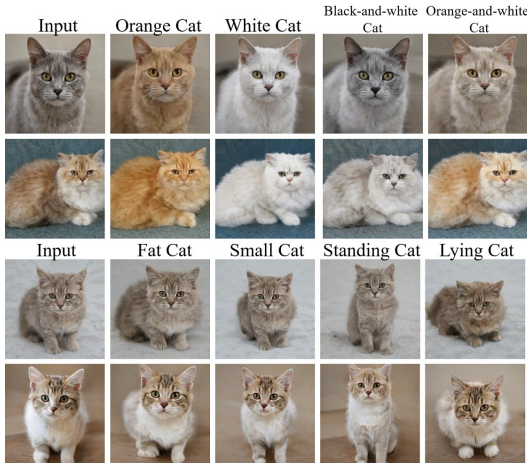 Input
Orange Cat
White Cat
Black-and-white
Cat
Orange-and-white
Cat
Input
Fat Cat
Small Cat
Standing Cat
Lying Cat